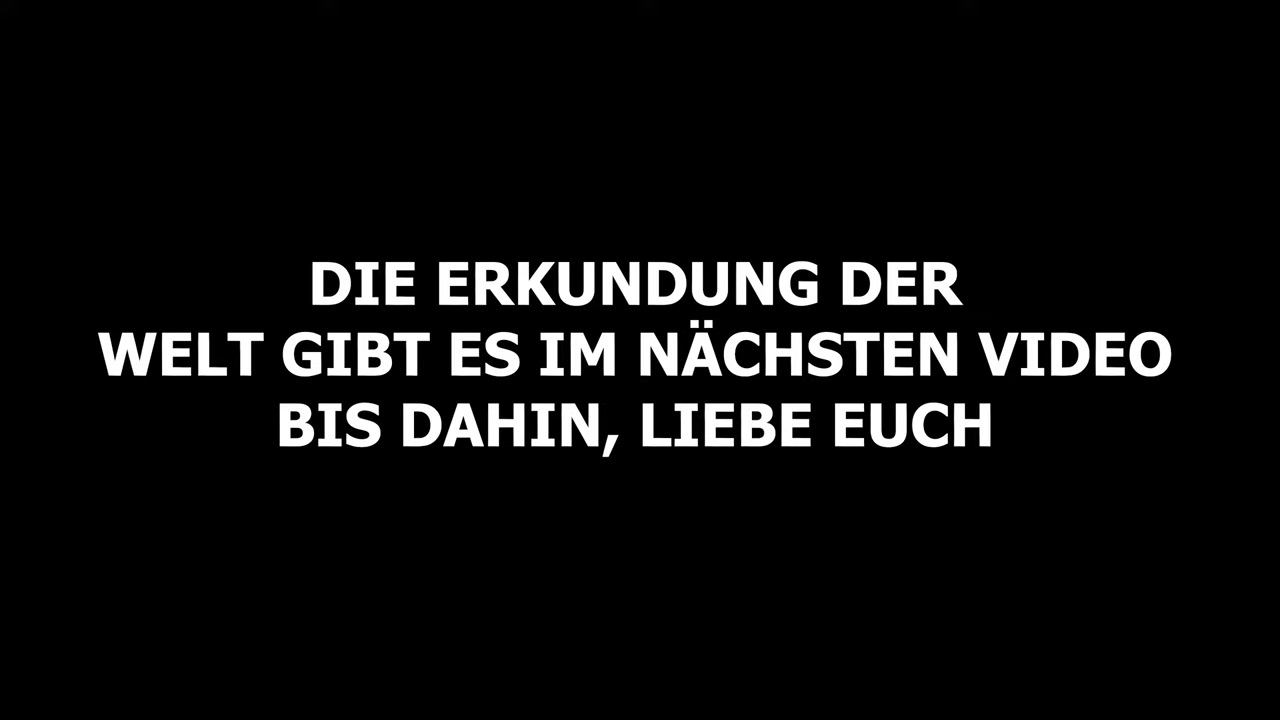 DIE ERKUNDUNG DER
WELT GIBT ES IM NÄCHSTEN VIDEO
BIS DAHIN, LIEBE EUCH